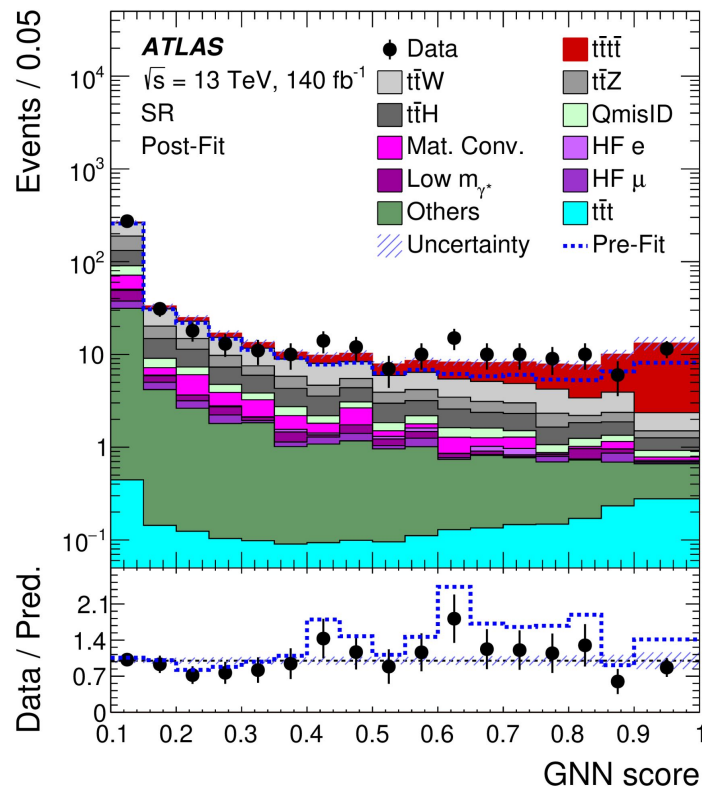 ATLAS
√s = 13 TeV, 140 fb⁻¹
SR
Post-Fit
Data
tt̄tt̄
tt̄W
tt̄Z
tt̄H
QmisID
Mat. Conv.
HF e
Low m_γ*
HF μ
Others
tt̄t
Uncertainty
Pre-Fit
Events / 0.05
10⁴
10³
10²
10
1
10⁻¹
Data / Pred.
2.1
1.4
0.7
0
0.1 0.2 0.3 0.4 0.5 0.6 0.7 0.8 0.9 1
GNN score